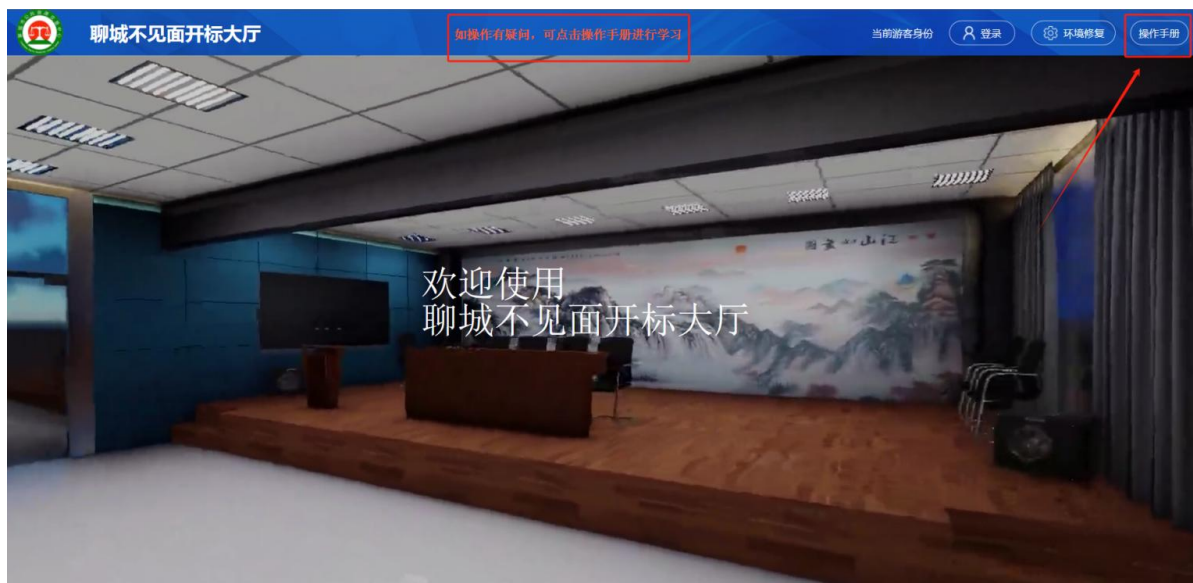 聊城不见面开标大厅
如操作有疑问，可点击操作手册进行学习
当前游客身份
登录
环境修复
操作手册
江山如画图
欢迎使用
聊城不见面开标大厅